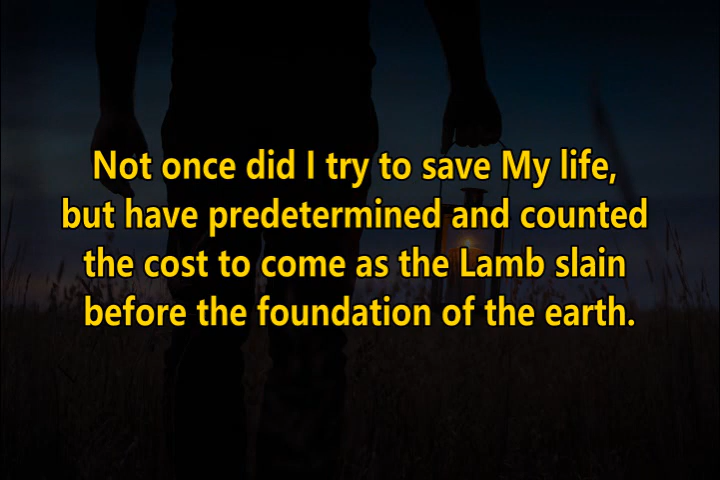 Not once did I try to save My life,
but have predetermined and counted
the cost to come as the Lamb slain
before the foundation of the earth.